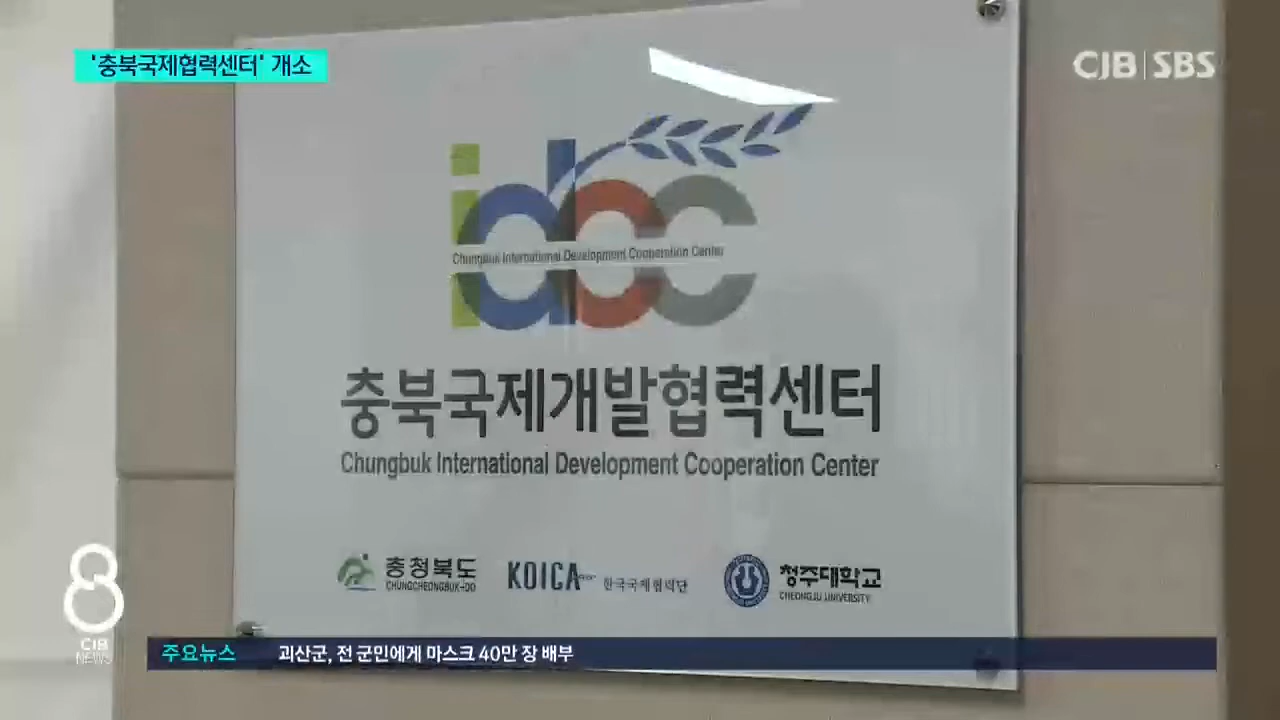 '충북국제협력센터' 개소
CJB SBS
idcc
Chungbuk International Development Cooperation Center
충북국제개발협력센터
Chungbuk International Development Cooperation Center
충청북도
CHUNGCHEONGBUK-DO
KOICA 한국국제협력단
청주대학교
CHEONGJU UNIVERSITY
8
CJB
NEWS
주요뉴스 괴산군, 전 군민에게 마스크 40만 장 배부